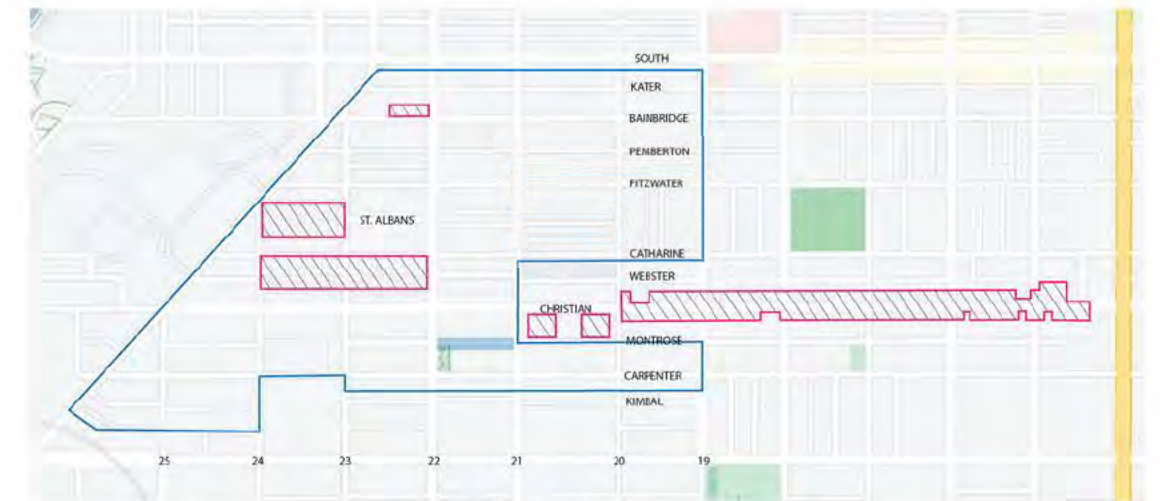 SOUTH
KATER
BAINBRIDGE
PEMBERTON
FITZWATER
ST. ALBANS
CATHARINE
WEBSTER
CHRISTIAN
MONTROSE
CARPENTER
KIMBAL
25 24 23 22 21 20 19